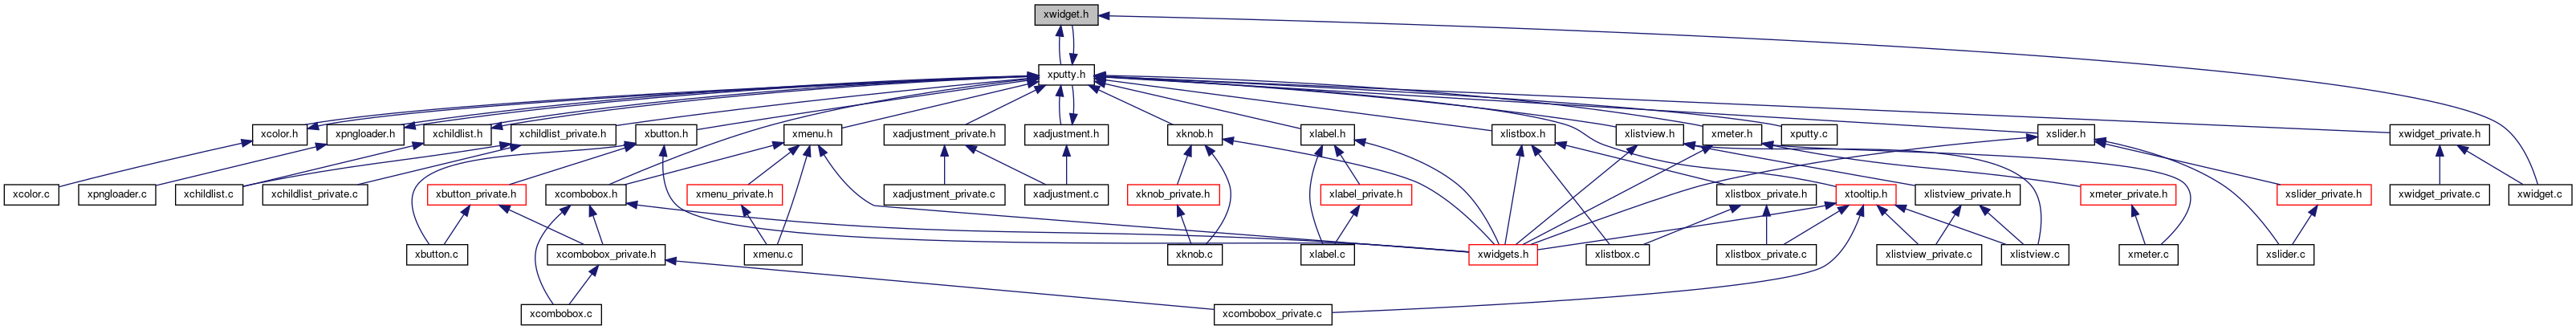 xwidget.h
xputty.h
xcolor.h
xpngloader.h
xchildlist.h
xchildlist_private.h
xbutton.h
xmenu.h
xadjustment_private.h
xadjustment.h
xknob.h
xlabel.h
xlistbox.h
xlistview.h
xmeter.h
xputty.c
xslider.h
xwidget_private.h
xcolor.c
xpngloader.c
xchildlist.c
xchildlist_private.c
xbutton_private.h
xcombobox.h
xmenu_private.h
xadjustment_private.c
xadjustment.c
xknob_private.h
xlabel_private.h
xlistbox_private.h
xtooltip.h
xlistview_private.h
xmeter_private.h
xslider_private.h
xwidget_private.c
xwidget.c
xbutton.c
xcombobox_private.h
xmenu.c
xknob.c
xlabel.c
xwidgets.h
xlistbox.c
xlistbox_private.c
xlistview_private.c
xlistview.c
xmeter.c
xslider.c
xcombobox.c
xcombobox_private.c